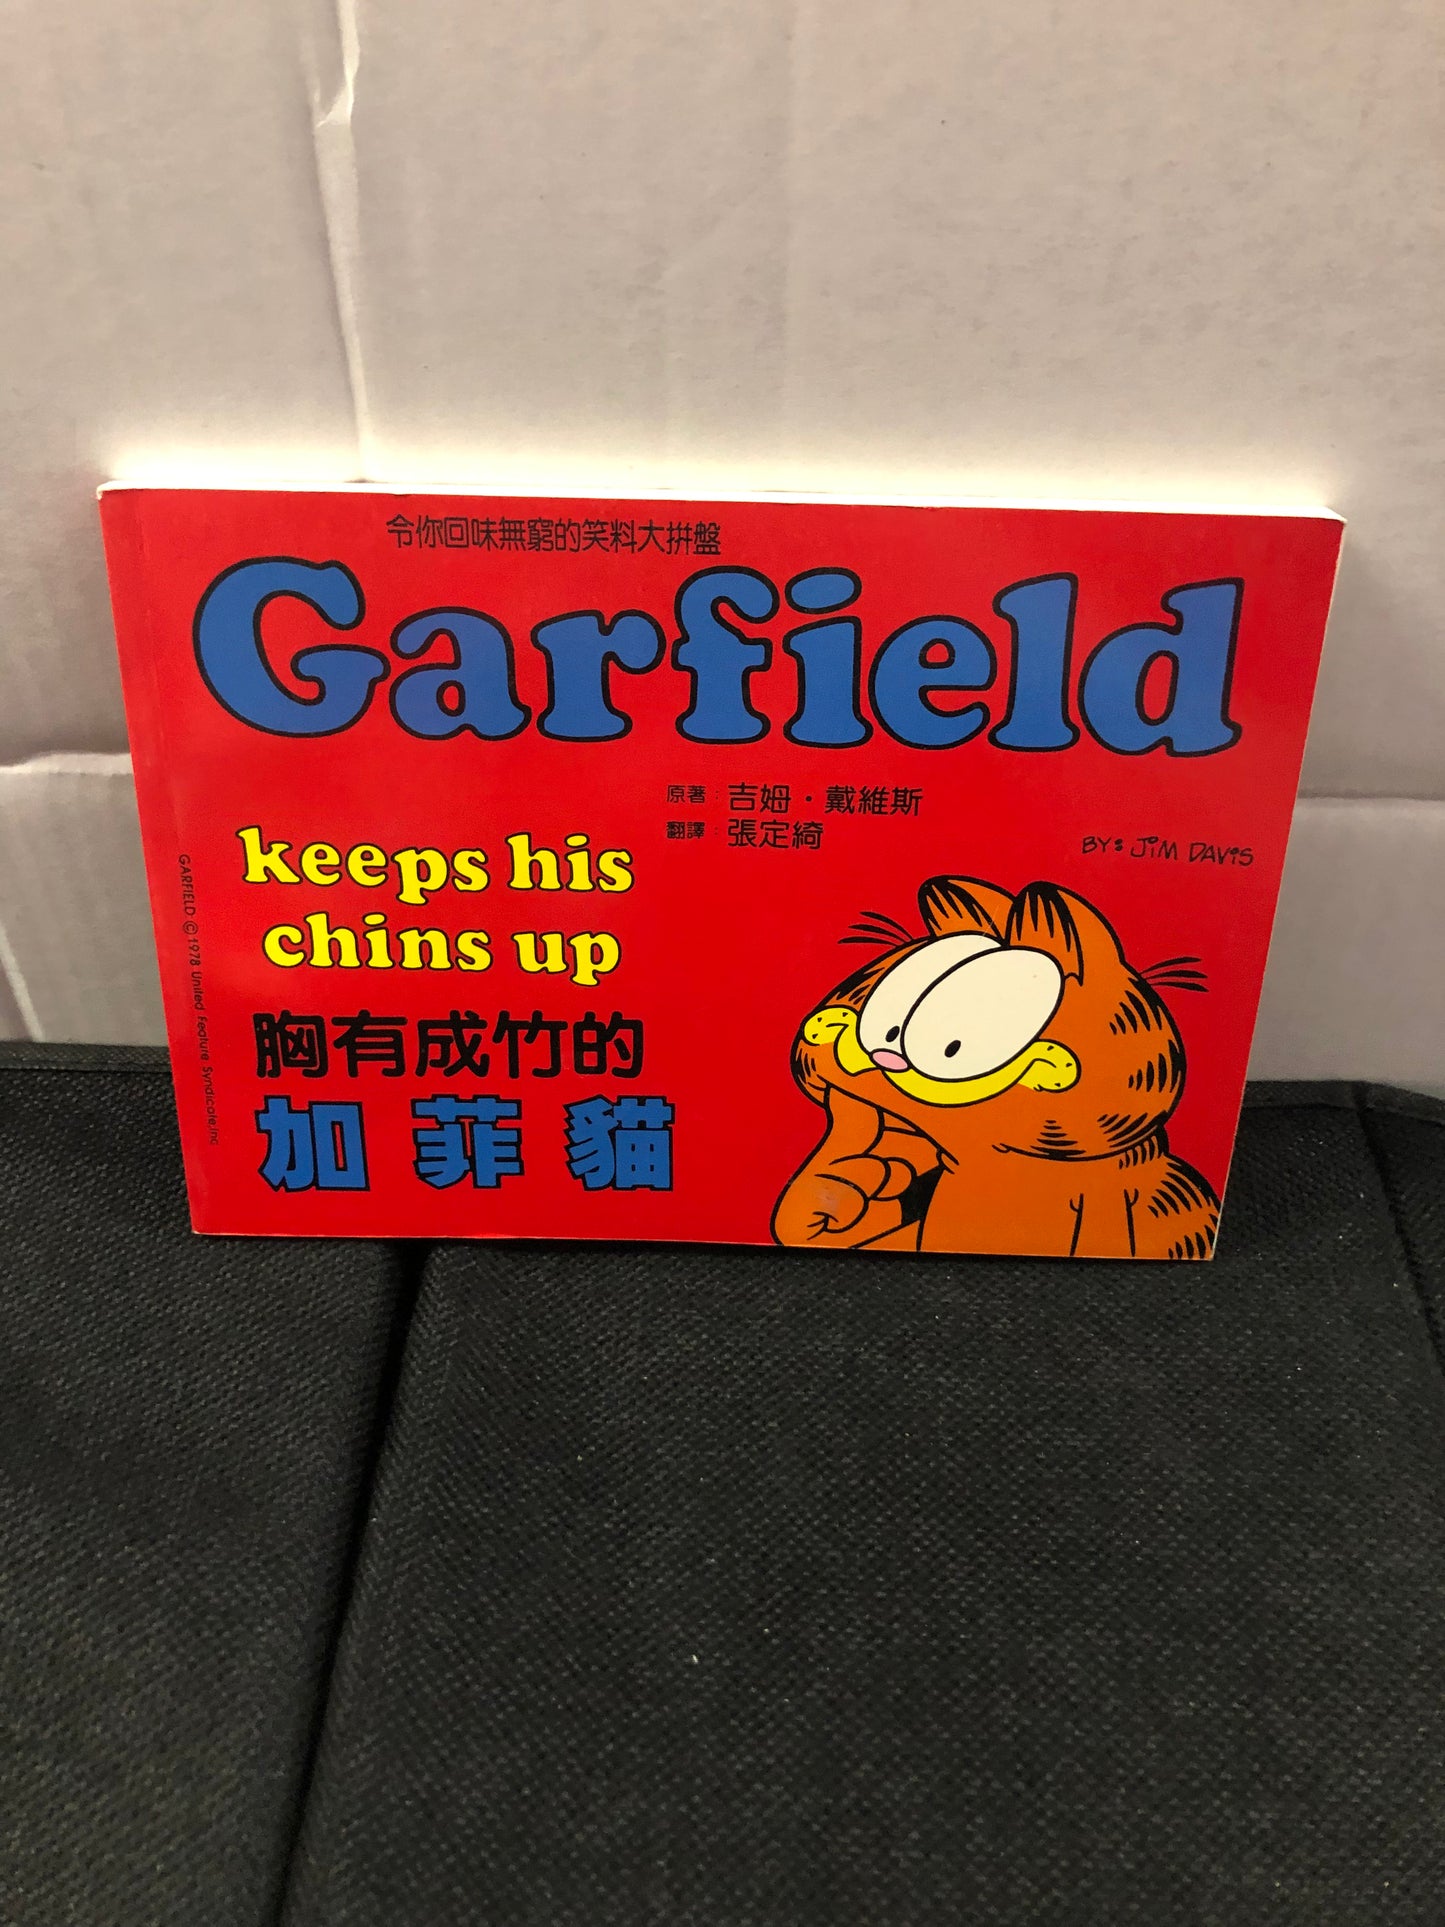 令你回味無窮的笑料大拼盤
Garfield
原著：吉姆・戴維斯
翻譯：張定綺
BY: JIM DAVIS
keeps his
chins up
胸有成竹的
加菲貓
GARFIELD © 1978 United Feature Syndicate, Inc.